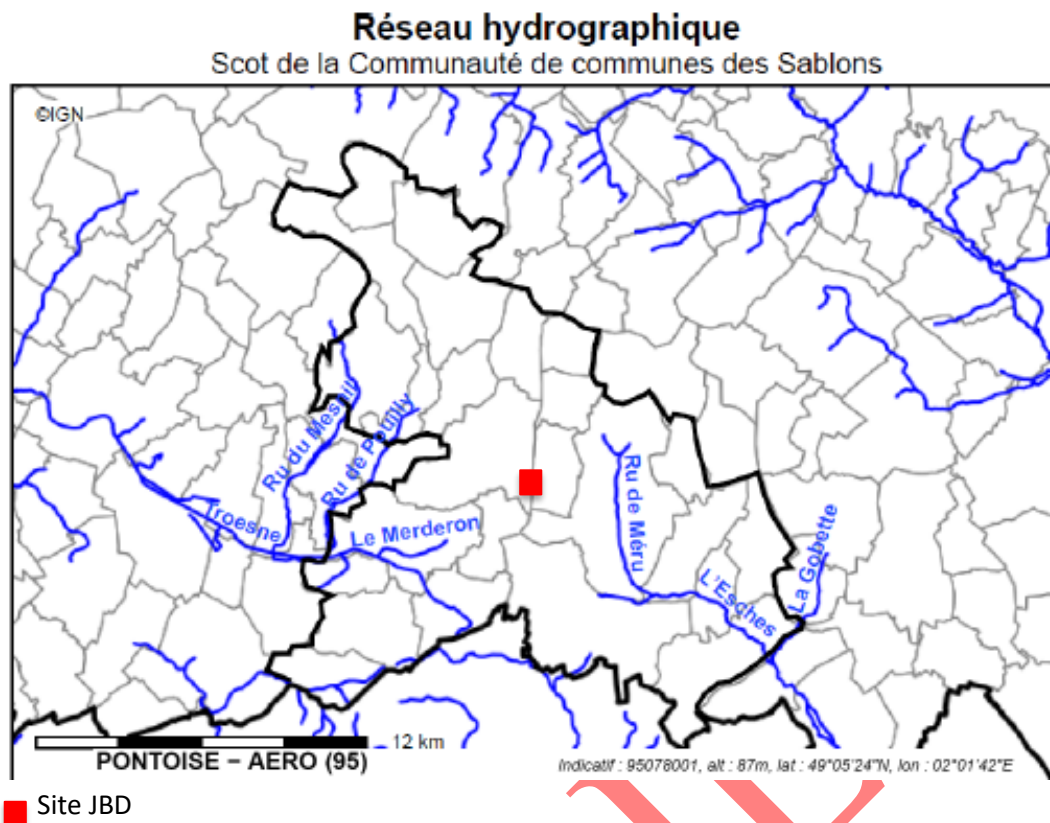 Réseau hydrographique
Scot de la Communauté de communes des Sablons
©IGN
Ru du Mesnil
Ru de Pouilly
Troesne
Le Merderon
Ru de Méru
L'Esches
La Gobette
12 km
PONTOISE – AERO (95)
Indicatif : 95078001, alt : 87m, lat : 49°05'24"N, lon : 02°01'42"E
Site JBD